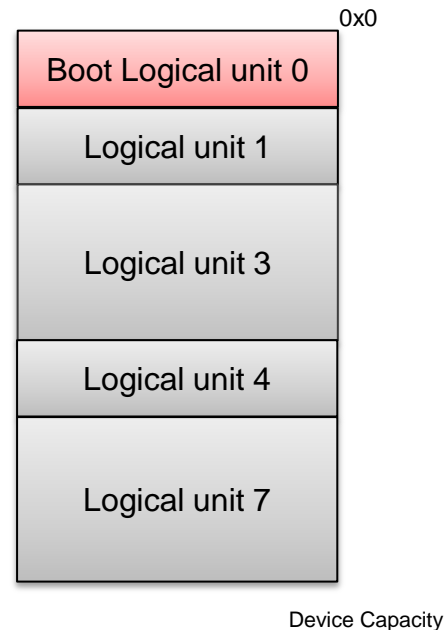 0x0
Boot Logical unit 0
Logical unit 1
Logical unit 3
Logical unit 4
Logical unit 7
Device Capacity